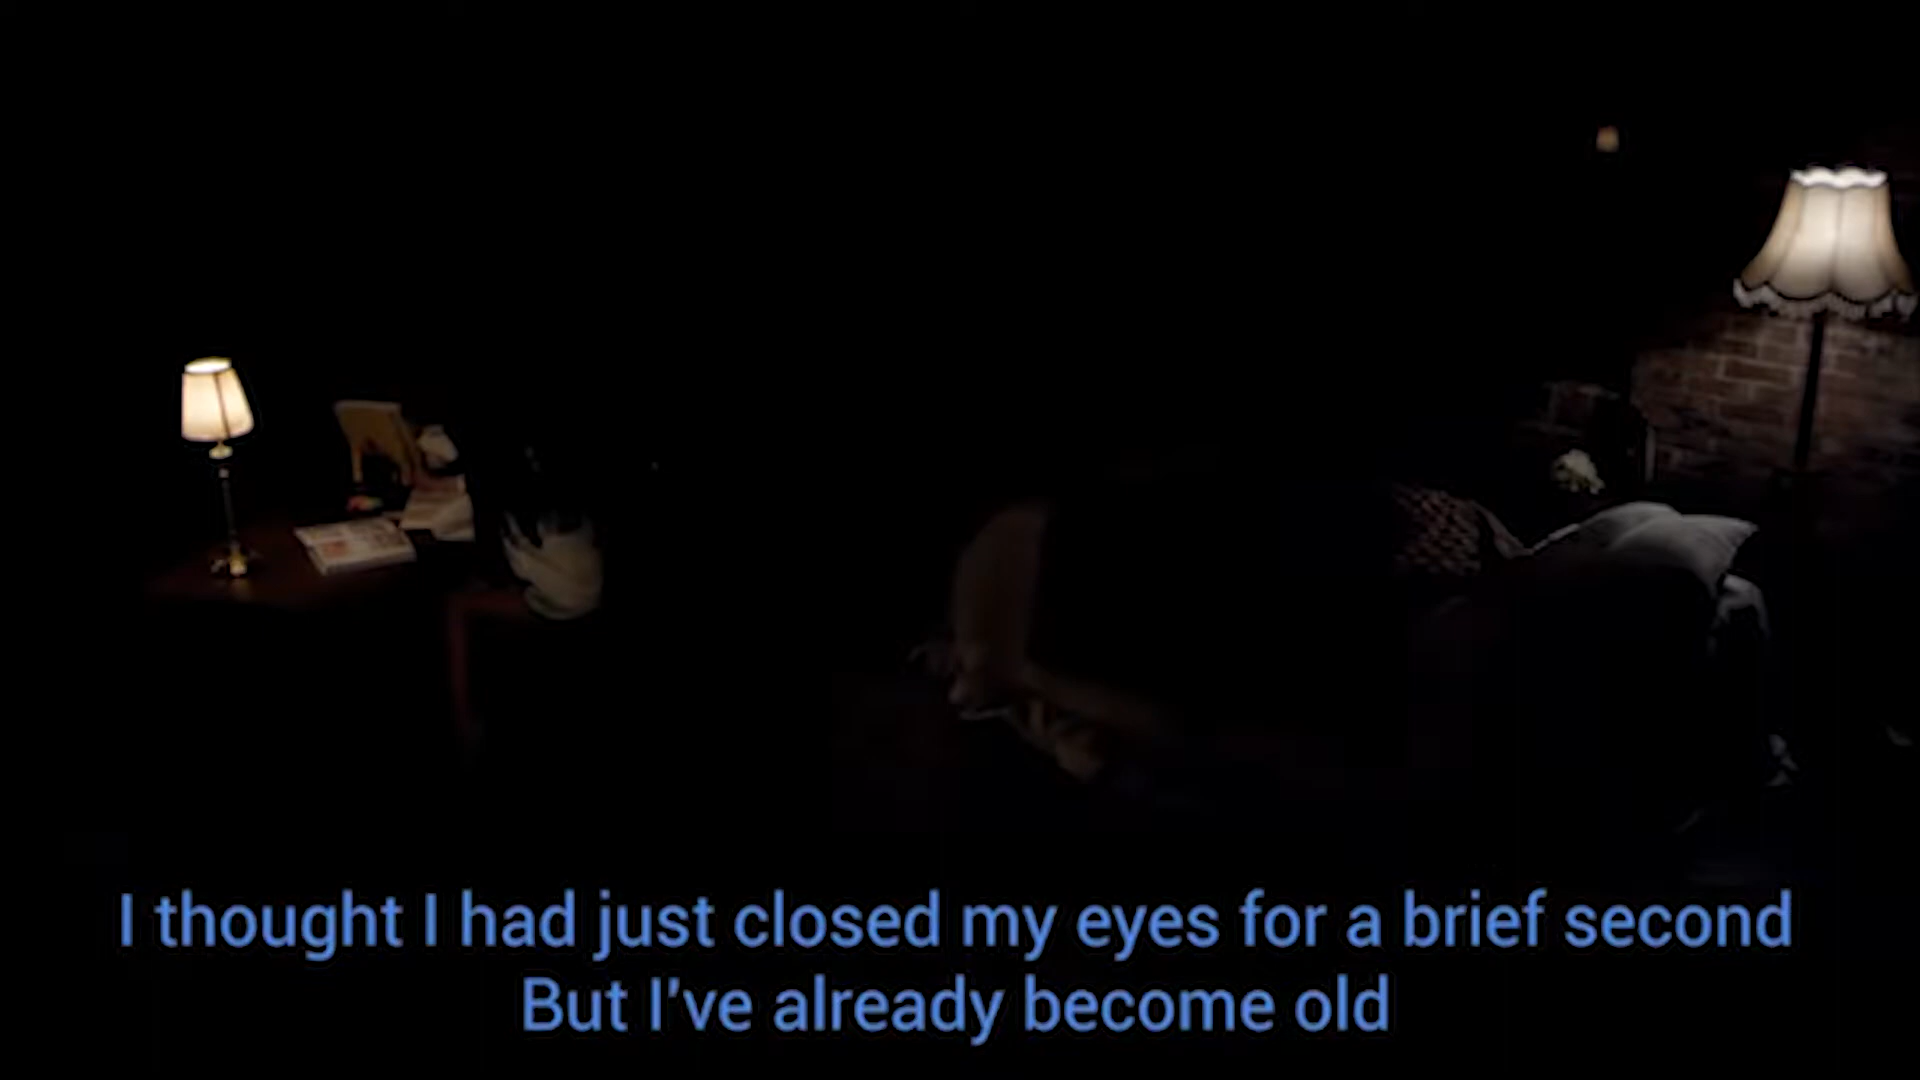 I thought I had just closed my eyes for a brief second
But I've already become old